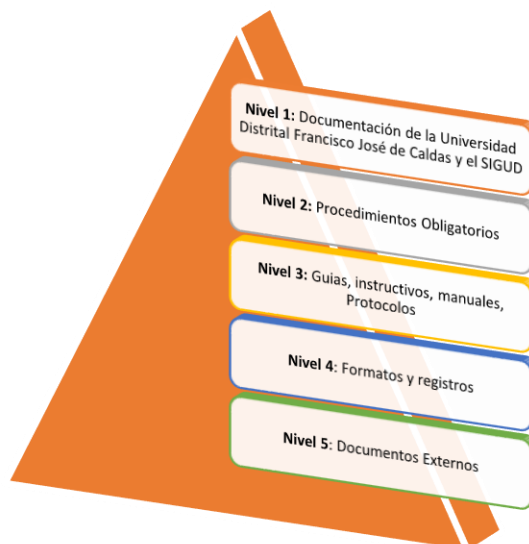 Nivel 1: Documentación de la Universidad
Distrital Francisco José de Caldas y el SIGUD
Nivel 2: Procedimientos Obligatorios
Nivel 3: Guias, instructivos, manuales,
Protocolos
Nivel 4: Formatos y registros
Nivel 5: Documentos Externos